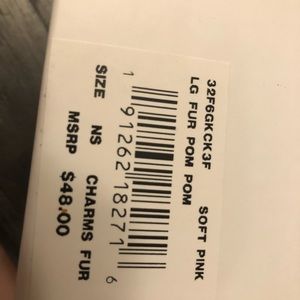 32F6GKCK3F SOFT PINK
LG FUR POM POM
1 91262 18271 6
SIZE NS CHARMS FUR
MSRP $48.00